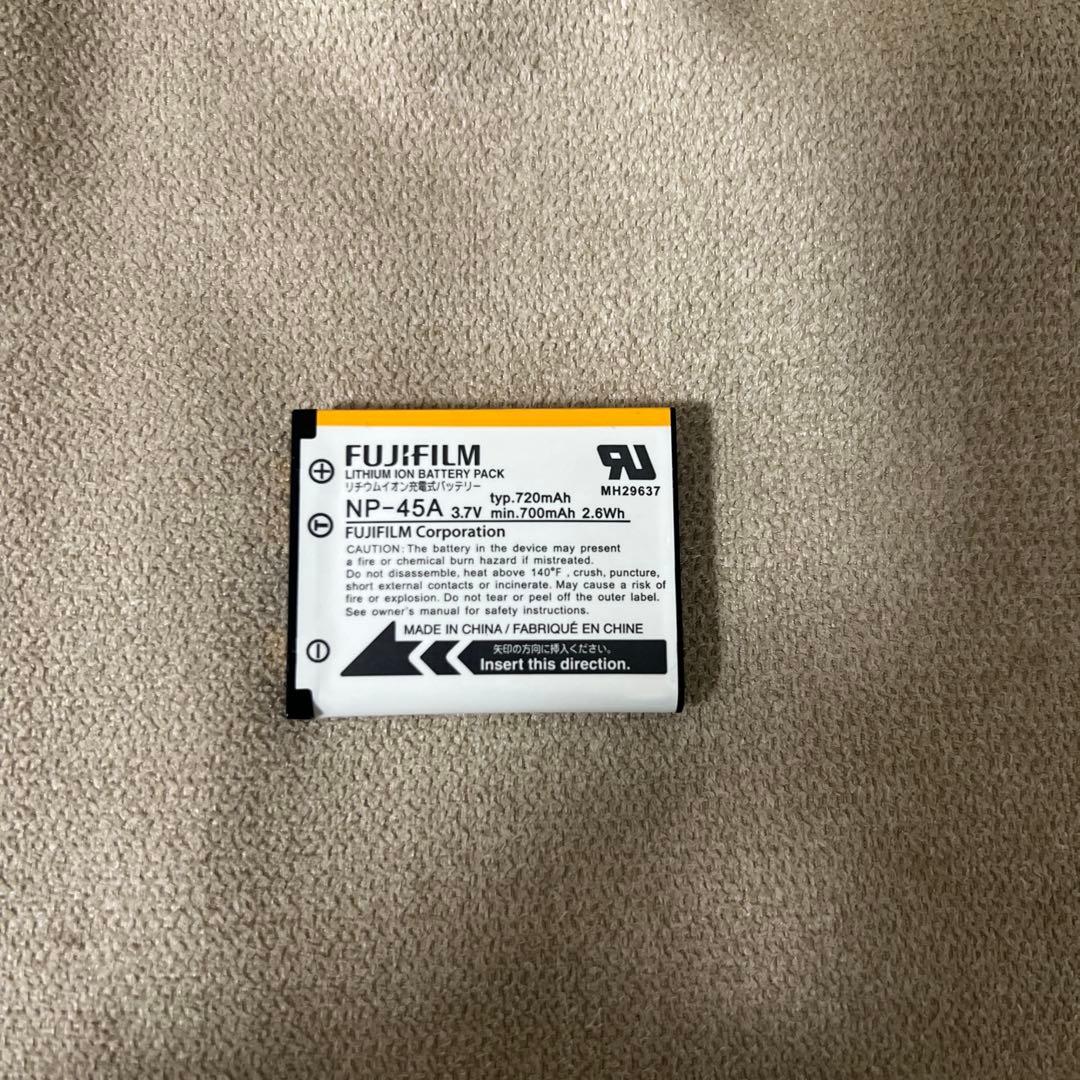 FUJIFILM
LITHIUM ION BATTERY PACK
リチウムイオン充電式バッテリー
NP-45A 3.7V typ.720mAh min.700mAh 2.6Wh
MH29637
FUJIFILM Corporation
CAUTION: The battery in the device may present
a fire or chemical burn hazard if mistreated.
Do not disassemble, heat above 140°F , crush, puncture,
short external contacts or incinerate. May cause a risk of
fire or explosion. Do not tear or peel off the outer label.
See owner's manual for safety instructions.
MADE IN CHINA / FABRIQUÉ EN CHINE
矢印の方向に挿入ください。
Insert this direction.